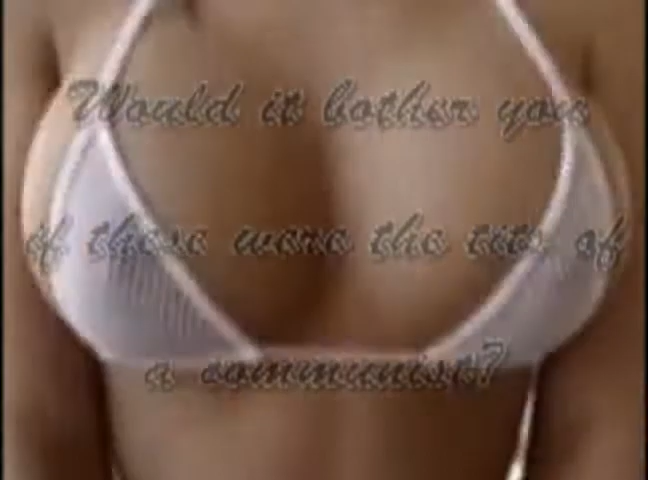 Would it bother you
if these were the tits of
a communist?